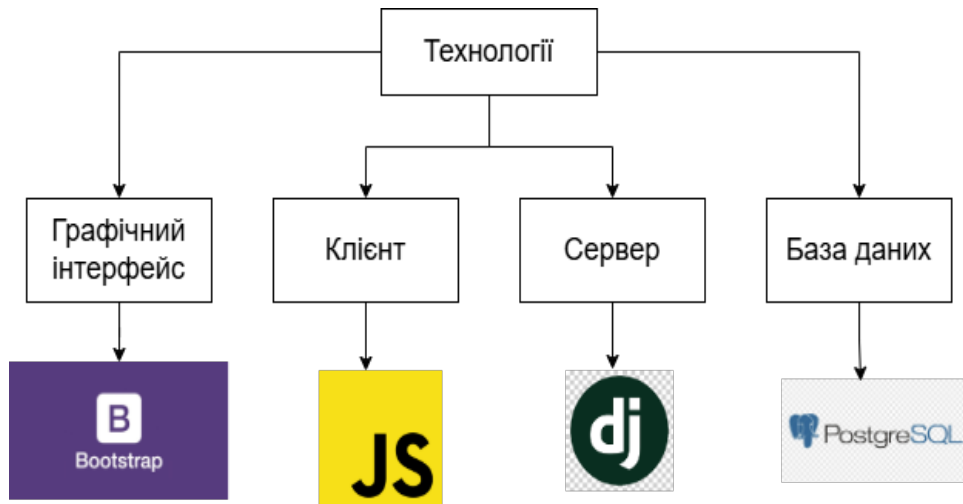 Технології
Графічний
інтерфейс
Клієнт
Сервер
База даних
B
Bootstrap
JS
dj
PostgreSQL